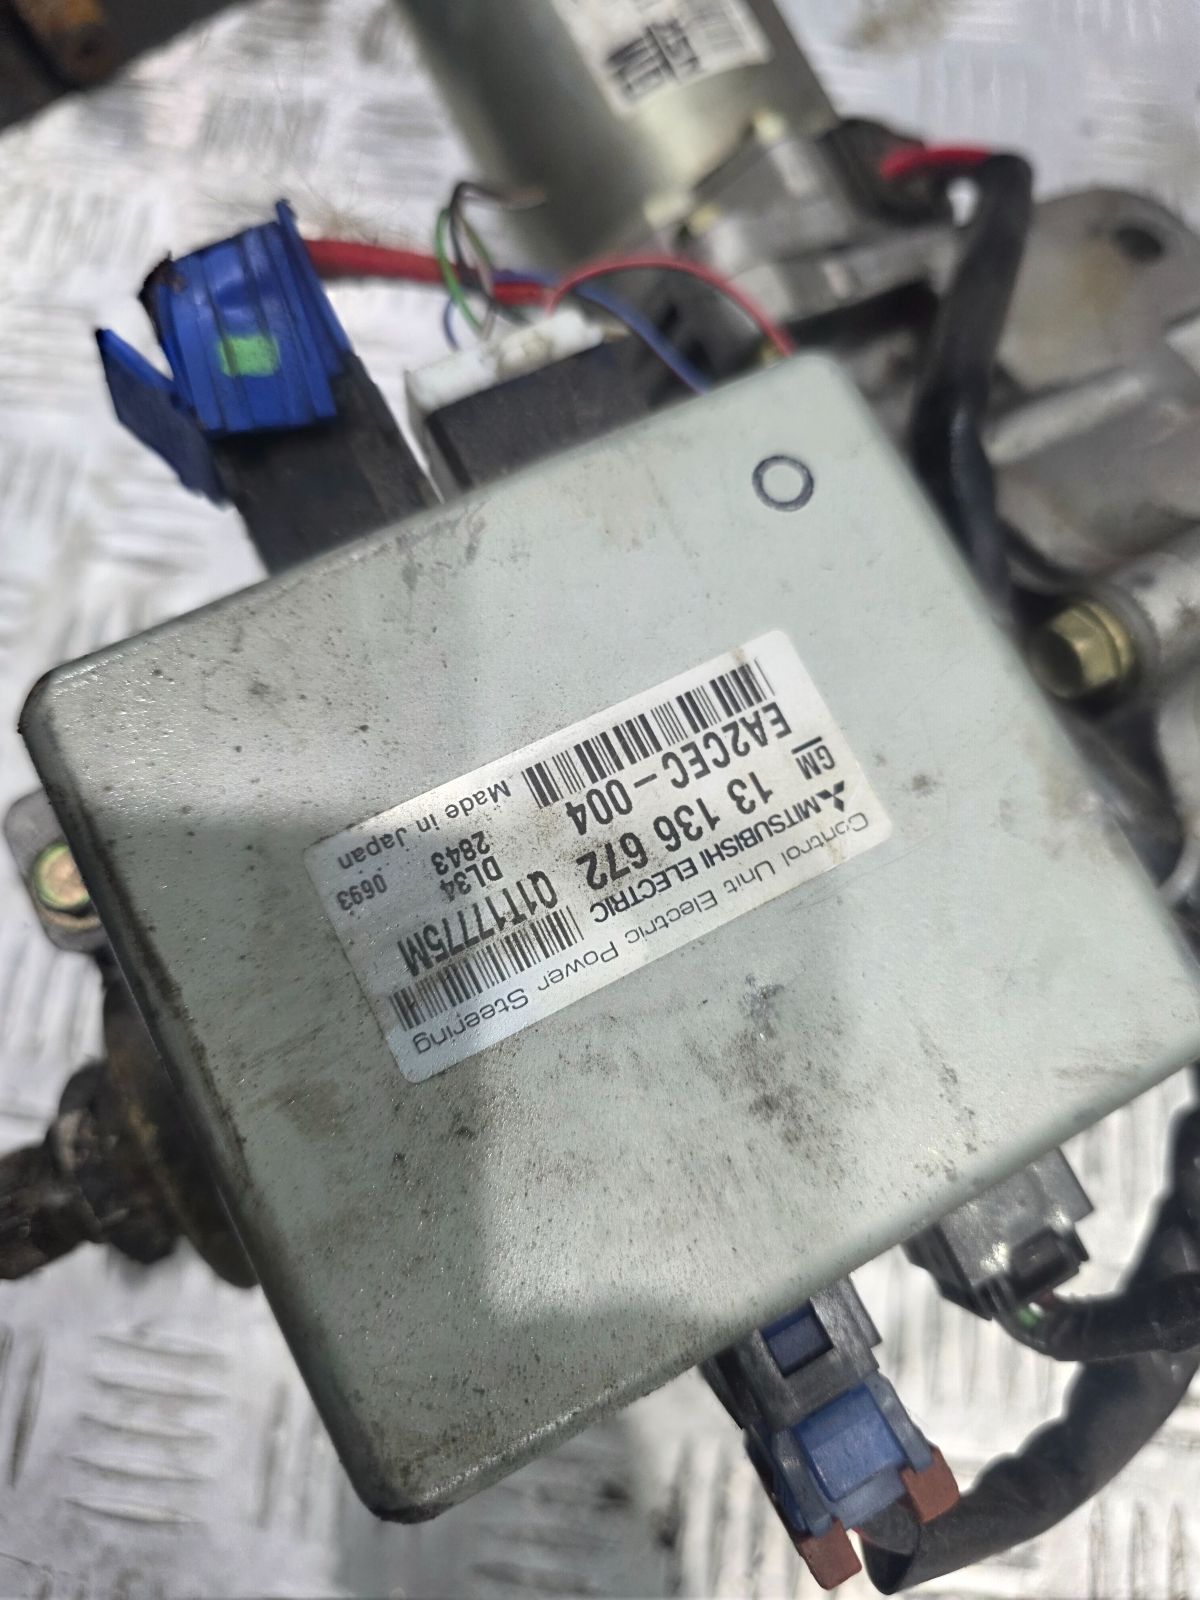 Control Unit Electric Power Steering
MITSUBISHI ELECTRIC
GM 13 136 672 Q1T17775M
EA2CEC-004 DL34
2843
Made in Japan 0693